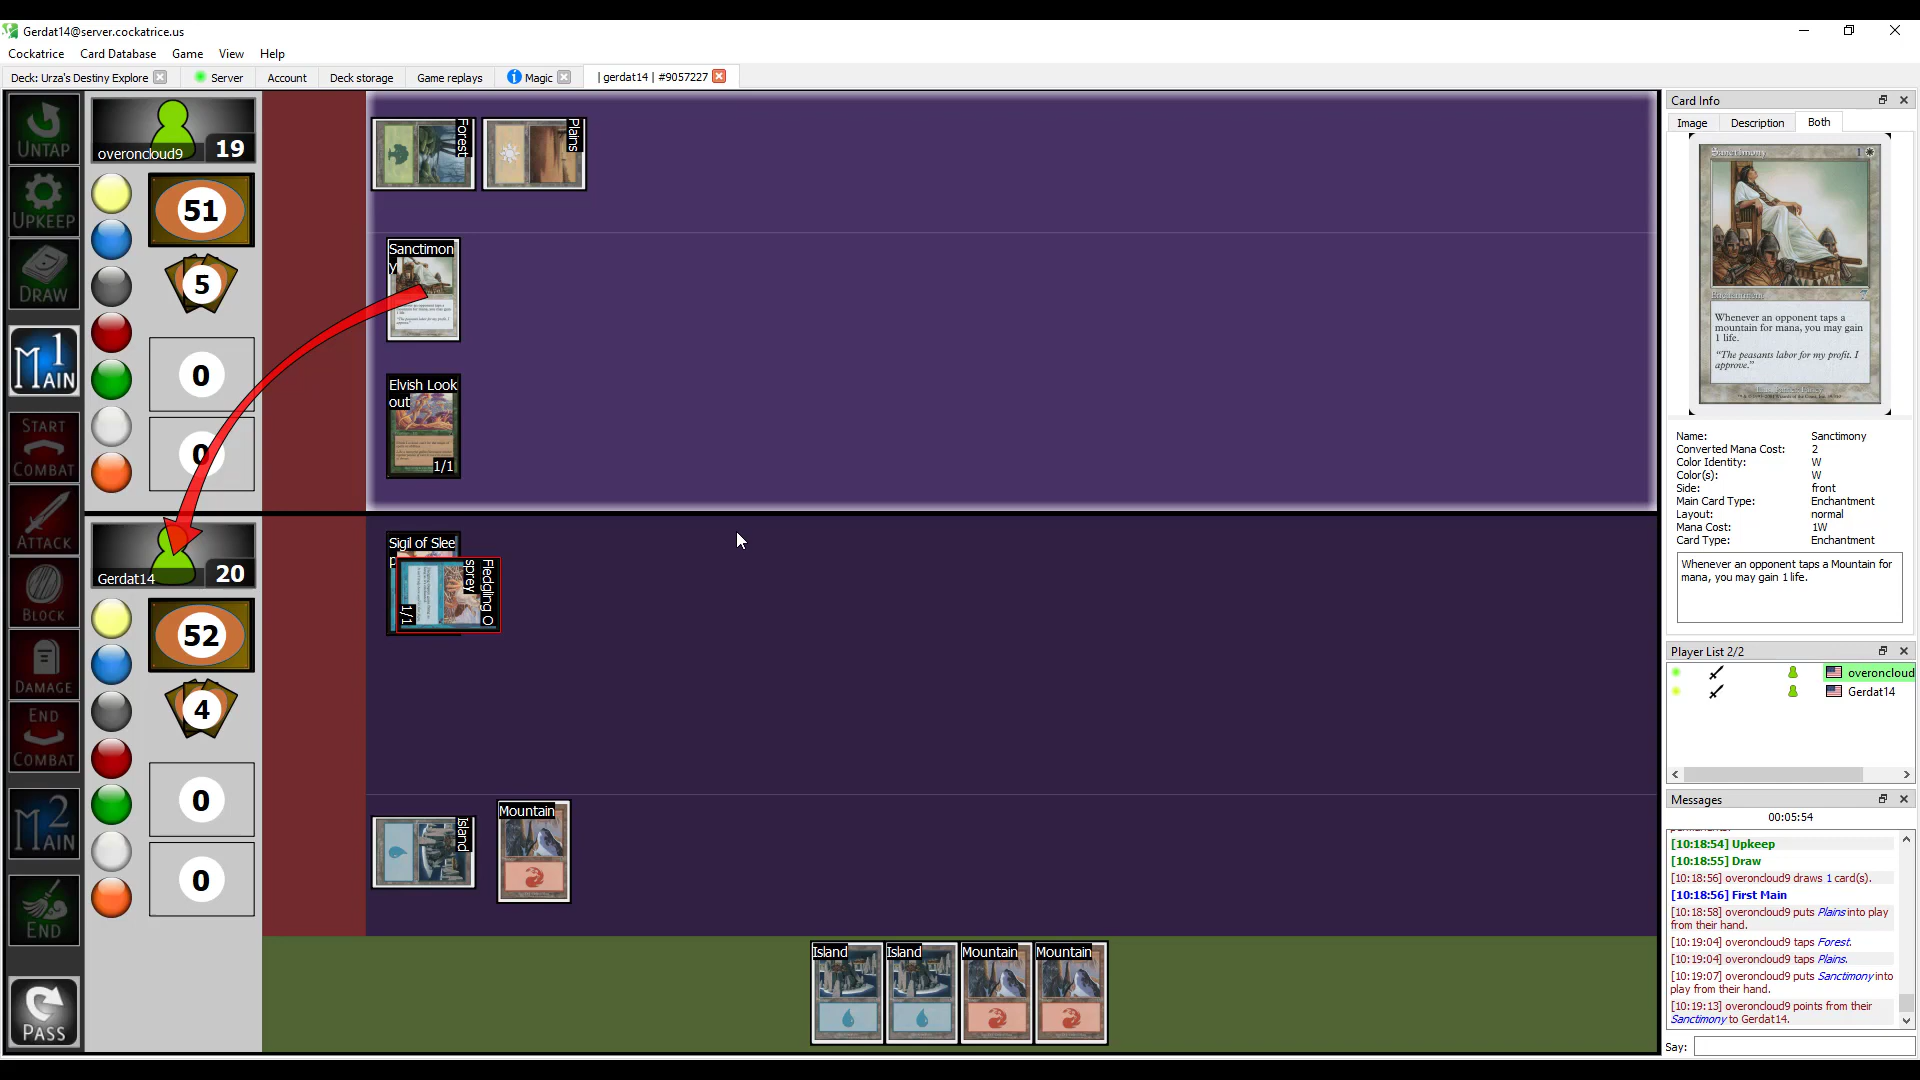 Gerdat14@server.cockatrice.us
Cockatrice Card Database Game View Help
Deck: Urza's Destiny Explore Server Account Deck storage Game replays Magic | gerdat14 | #9057227
UNTAP
UPKEEP
DRAW
M 1
MAIN
START
COMBAT
ATTACK
BLOCK
DAMAGE
END
COMBAT
M 2
MAIN
END
PASS
overoncloud9 19
51
5
0
0
Gerdat14 20
52
4
0
0
Forest
Plains
Sanctimon
y
Elvish Look
out
1/1
Sigil of Slee
p
Fledgling O
sprey
1/1
Island
Mountain
Island
Island
Mountain
Mountain
Card Info
Image Description Both
Sanctimony 1
Enchantment
Whenever an opponent taps a
mountain for mana, you may gain
1 life.
"The peasants labor for my profit. I
approve."
Name: Sanctimony
Converted Mana Cost: 2
Color Identity: W
Color(s): W
Side: front
Main Card Type: Enchantment
Layout: normal
Mana Cost: 1W
Card Type: Enchantment
Whenever an opponent taps a Mountain for
mana, you may gain 1 life.
Player List 2/2
overoncloud
Gerdat14
Messages
00:05:54
[10:18:54] Upkeep
[10:18:55] Draw
[10:18:56] overoncloud9 draws 1 card(s).
[10:18:56] First Main
[10:18:58] overoncloud9 puts Plains into play
from their hand.
[10:19:04] overoncloud9 taps Forest.
[10:19:04] overoncloud9 taps Plains.
[10:19:07] overoncloud9 puts Sanctimony into
play from their hand.
[10:19:13] overoncloud9 points from their
Sanctimony to Gerdat14.
Say: